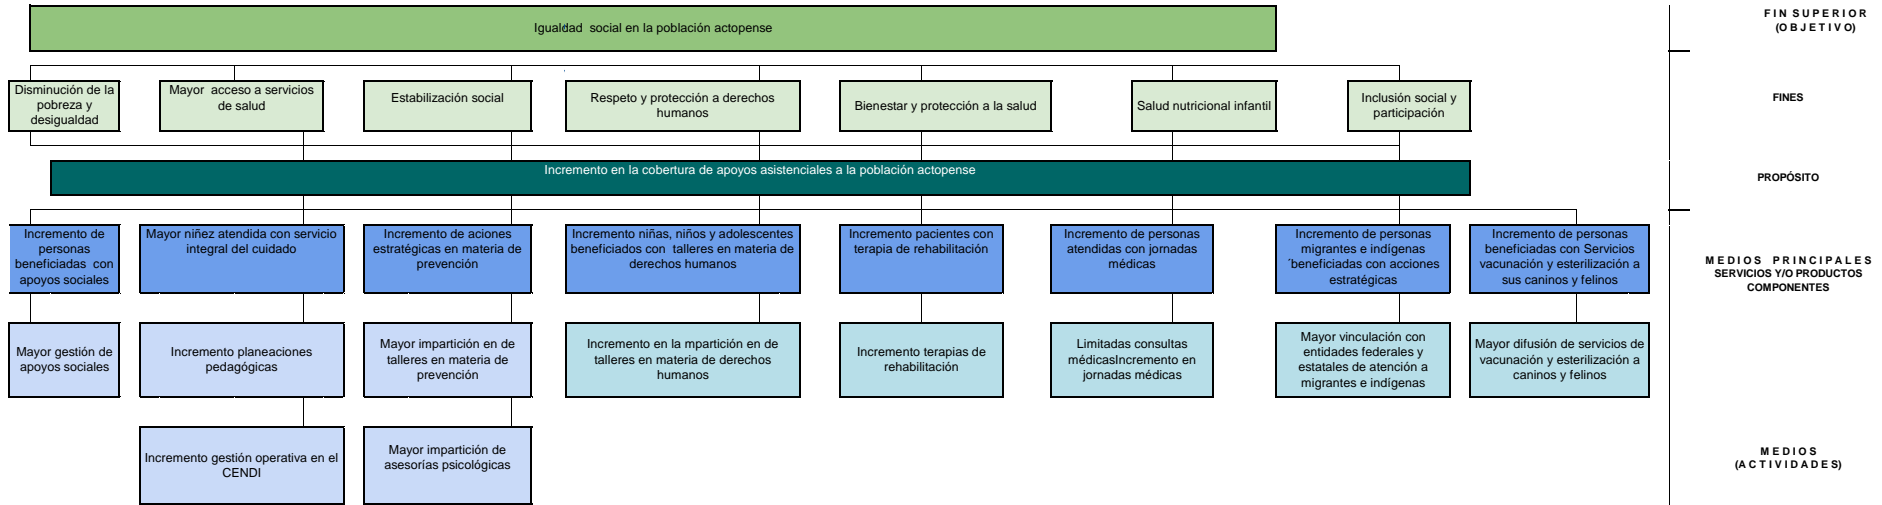 Igualdad social en la población actopense
FIN SUPERIOR
(OBJETIVO)
Disminución de la
pobreza y
desigualdad
Mayor acceso a servicios
de salud
Estabilización social
Respeto y protección a derechos
humanos
Bienestar y protección a la salud
Salud nutricional infantil
Inclusión social y
participación
FINES
Incremento en la cobertura de apoyos asistenciales a la población actopense
PROPÓSITO
Incremento de
personas
beneficiadas con
apoyos sociales
Mayor niñez atendida con servicio
integral del cuidado
Incremento de aciones
estratégicas en materia de
prevención
Incremento niñas, niños y adolescentes
beneficiados con talleres en materia de
derechos humanos
Incremento pacientes con
terapia de rehabilitación
Incremento de personas
atendidas con jornadas
médicas
Incremento de personas
migrantes e indígenas
´beneficiadas con acciones
estratégicas
Incremento de personas
beneficiadas con Servicios
vacunación y esterilización a
sus caninos y felinos
MEDIOS PRINCIPALES
SERVICIOS Y/O PRODUCTOS
COMPONENTES
Mayor gestión de
apoyos sociales
Incremento planeaciones
pedagógicas
Mayor impartición en de
talleres en materia de
prevención
Incremento en la mpartición en de
talleres en materia de derechos
humanos
Incremento terapias de
rehabilitación
Limitadas consultas
médicasIncremento en
jornadas médicas
Mayor vinculación con
entidades federales y
estatales de atención a
migrantes e indígenas
Mayor difusión de servicios de
vacunación y esterilización a
caninos y felinos
Incremento gestión operativa en el
CENDI
Mayor impartición de
asesorías psicológicas
MEDIOS
(ACTIVIDADES)